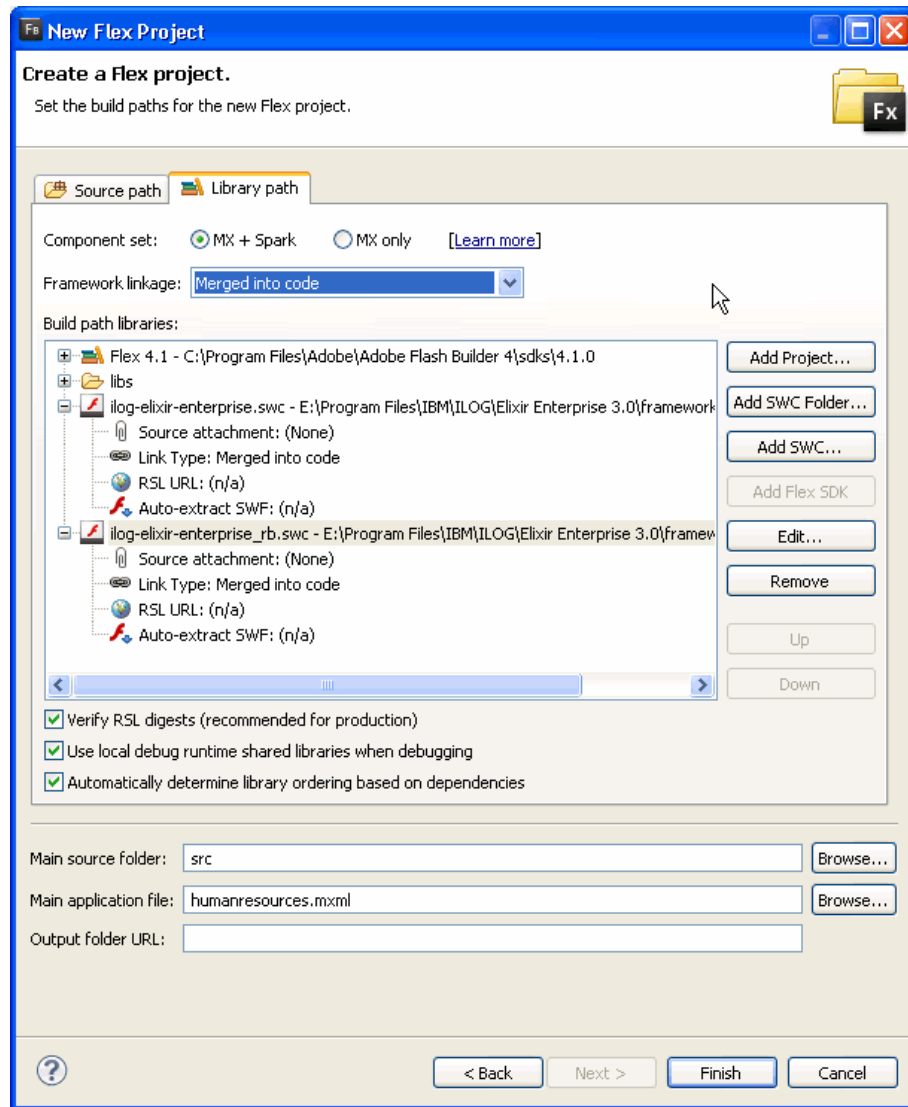 FB New Flex Project
Create a Flex project.
Set the build paths for the new Flex project.
Fx
Source path
Library path
Component set: MX + Spark MX only [Learn more]
Framework linkage: Merged into code
Build path libraries:
Flex 4.1 - C:\Program Files\Adobe\Adobe Flash Builder 4\sdks\4.1.0
libs
ilog-elixir-enterprise.swc - E:\Program Files\IBM\ILOG\Elixir Enterprise 3.0\framework
Source attachment: (None)
Link Type: Merged into code
RSL URL: (n/a)
Auto-extract SWF: (n/a)
ilog-elixir-enterprise_rb.swc - E:\Program Files\IBM\ILOG\Elixir Enterprise 3.0\framew
Source attachment: (None)
Link Type: Merged into code
RSL URL: (n/a)
Auto-extract SWF: (n/a)
Add Project...
Add SWC Folder...
Add SWC...
Add Flex SDK
Edit...
Remove
Up
Down
Verify RSL digests (recommended for production)
Use local debug runtime shared libraries when debugging
Automatically determine library ordering based on dependencies
Main source folder: src Browse...
Main application file: humanresources.mxml Browse...
Output folder URL:
? < Back Next > Finish Cancel